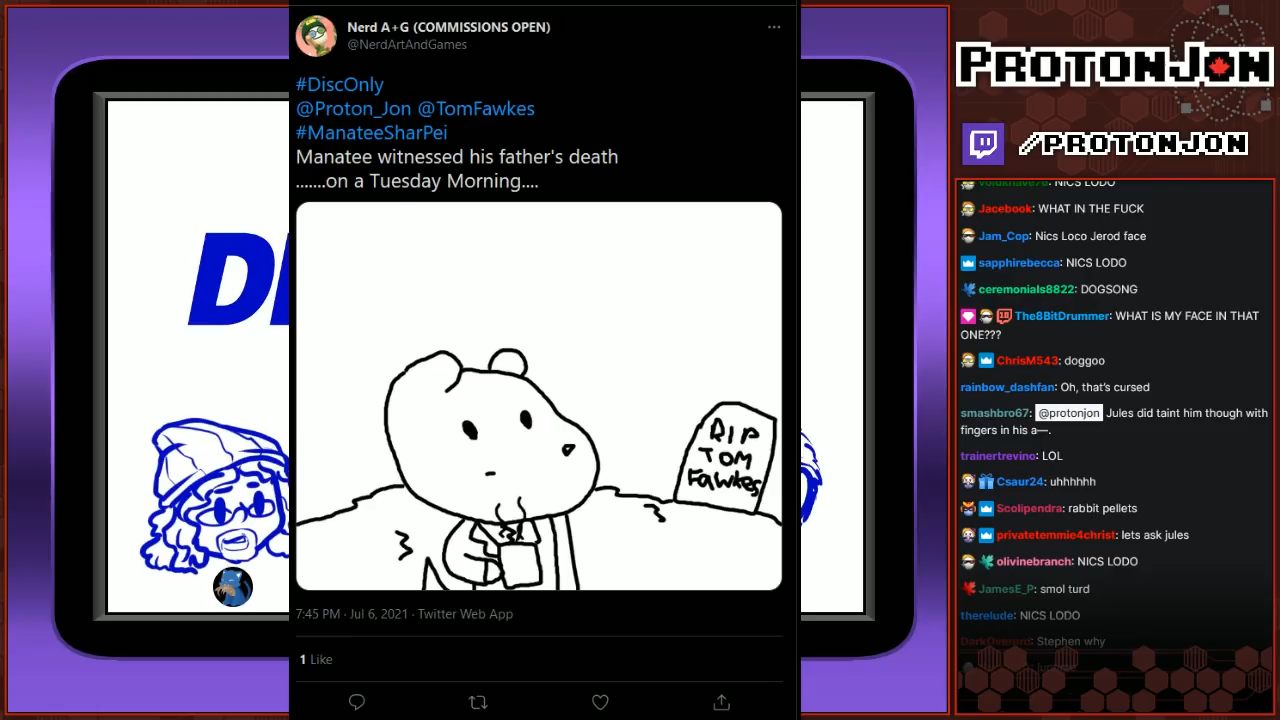 Nerd A+G (COMMISSIONS OPEN)
@NerdArtAndGames
#DiscOnly
@Proton_Jon @TomFawkes
#ManateeSharPei
Manatee witnessed his father's death
.......on a Tuesday Morning....
D
RIP
TOM
Fawkes
7:45 PM · Jul 6, 2021 · Twitter Web App
1 Like
PROTONJON
/PROTONJON
NICS LODO
Jacebook: WHAT IN THE FUCK
Jam_Cop: Nics Loco Jerod face
sapphirebecca: NICS LODO
ceremonials8822: DOGSONG
The8BitDrummer: WHAT IS MY FACE IN THAT
ONE???
ChrisM543: doggoo
rainbow_dashfan: Oh, that's cursed
smashbro67: @protonjon Jules did taint him though with
fingers in his a—.
trainertrevino: LOL
Csaur24: uhhhhhh
Scolipendra: rabbit pellets
privatetemmie4christ: lets ask jules
olivinebranch: NICS LODO
JamesE_P: smol turd
therelude: NICS LODO
Stephen why